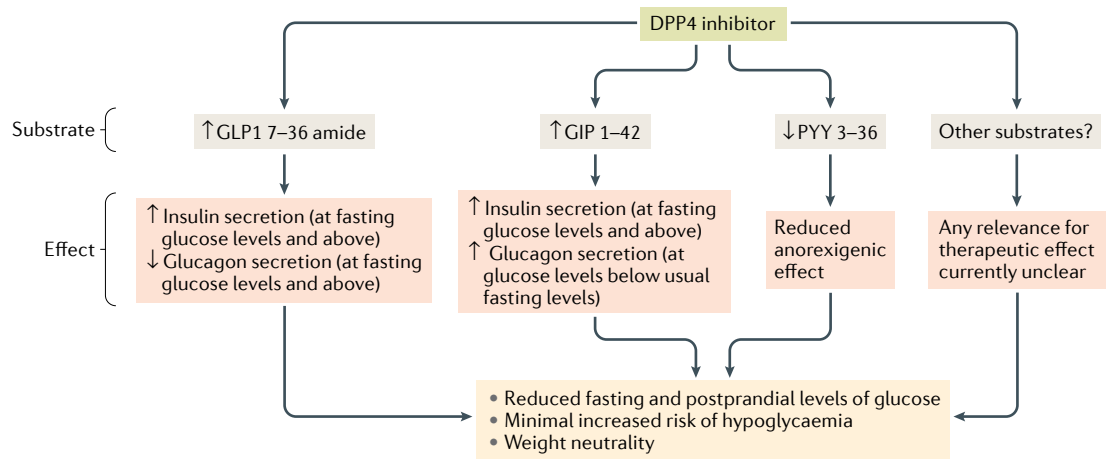 DPP4 inhibitor
Substrate
↑GLP1 7–36 amide
↑GIP 1–42
↓PYY 3–36
Other substrates?
Effect
↑ Insulin secretion (at fasting
glucose levels and above)
↓ Glucagon secretion (at fasting
glucose levels and above)
↑ Insulin secretion (at fasting
glucose levels and above)
↑ Glucagon secretion (at
glucose levels below usual
fasting levels)
Reduced
anorexigenic
effect
Any relevance for
therapeutic effect
currently unclear
• Reduced fasting and postprandial levels of glucose
• Minimal increased risk of hypoglycaemia
• Weight neutrality